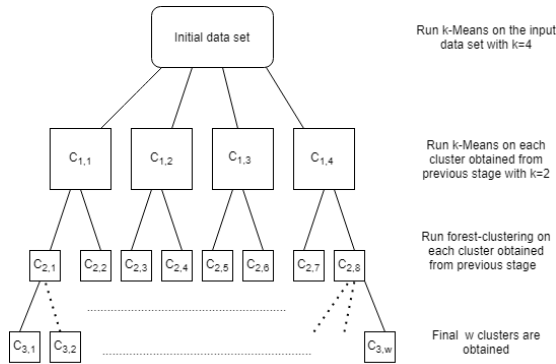 Initial data set
Run k-Means on the input
data set with k=4
C1,1
C1,2
C1,3
C1,4
Run k-Means on each
cluster obtained from
previous stage with k=2
C2,1
C2,2
C2,3
C2,4
C2,5
C2,6
C2,7
C2,8
Run forest-clustering on
each cluster obtained
from previous stage
C3,1
C3,2
C3,w
Final w clusters are
obtained